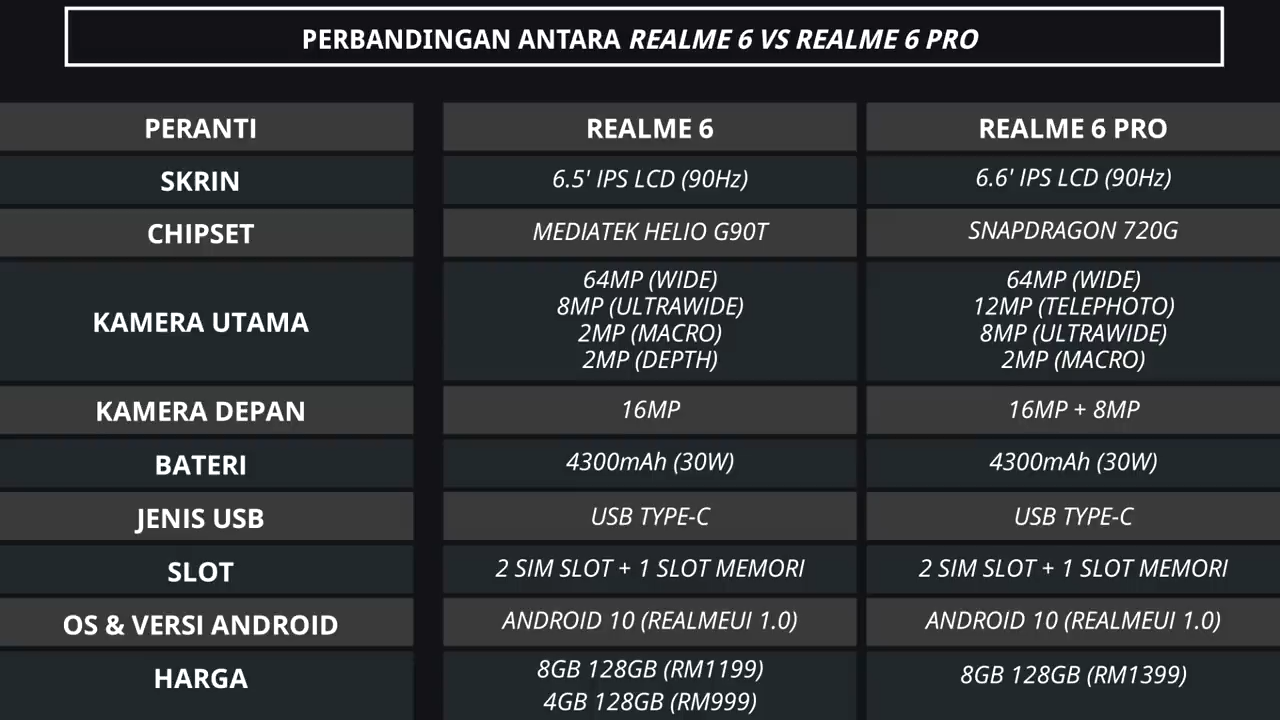 PERBANDINGAN ANTARA REALME 6 VS REALME 6 PRO
PERANTI REALME 6 REALME 6 PRO
SKRIN 6.5' IPS LCD (90Hz) 6.6' IPS LCD (90Hz)
CHIPSET MEDIATEK HELIO G90T SNAPDRAGON 720G
KAMERA UTAMA
64MP (WIDE)
8MP (ULTRAWIDE)
2MP (MACRO)
2MP (DEPTH)
64MP (WIDE)
12MP (TELEPHOTO)
8MP (ULTRAWIDE)
2MP (MACRO)
KAMERA DEPAN 16MP 16MP + 8MP
BATERI 4300mAh (30W) 4300mAh (30W)
JENIS USB USB TYPE-C USB TYPE-C
SLOT 2 SIM SLOT + 1 SLOT MEMORI 2 SIM SLOT + 1 SLOT MEMORI
OS & VERSI ANDROID ANDROID 10 (REALMEUI 1.0) ANDROID 10 (REALMEUI 1.0)
HARGA
8GB 128GB (RM1199)
4GB 128GB (RM999)
8GB 128GB (RM1399)